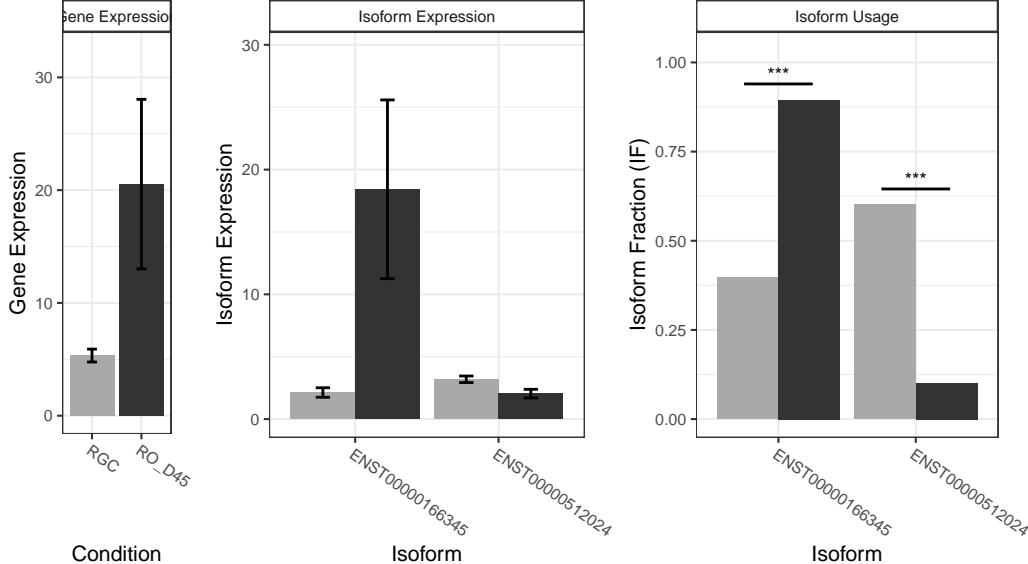 Gene Expression
Isoform Expression
Isoform Usage
Gene Expression
30
20
10
0
RGC
RO_D45
Condition
Isoform Expression
30
20
10
0
ENST00000166345
ENST00000512024
Isoform
Isoform Fraction (IF)
1.00
0.75
0.50
0.25
0.00
***
***
ENST00000166345
ENST00000512024
Isoform